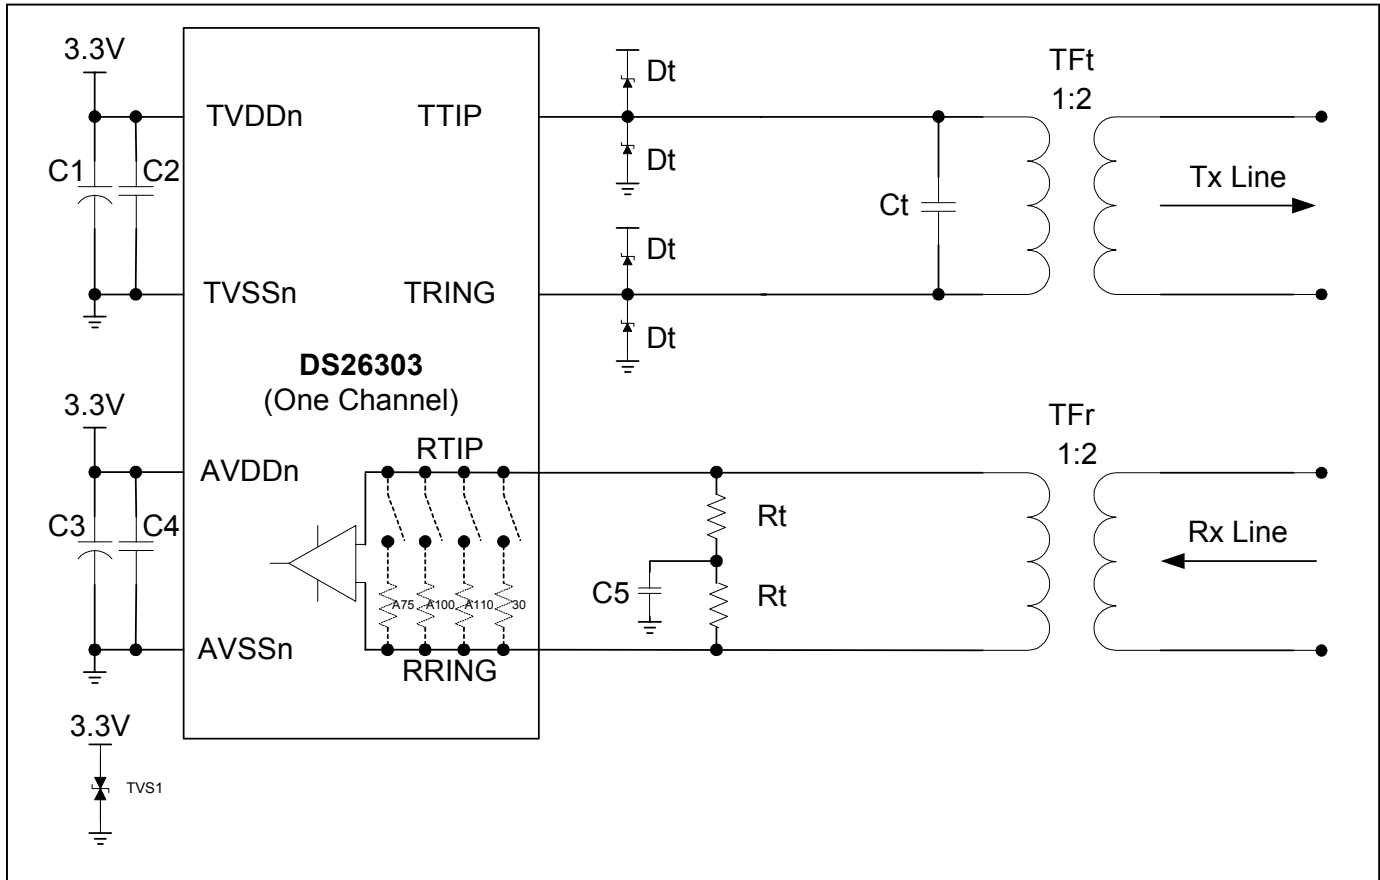 3.3V
TVDDn
TTIP
Dt
TFt
1:2
C1
C2
Dt
Ct
Tx Line
Dt
TVSSn
TRING
Dt
DS26303
(One Channel)
3.3V
AVDDn
RTIP
TFr
1:2
C3
C4
Rt
Rx Line
A75
A100
A110
30
C5
Rt
AVSSn
RRING
3.3V
TVS1